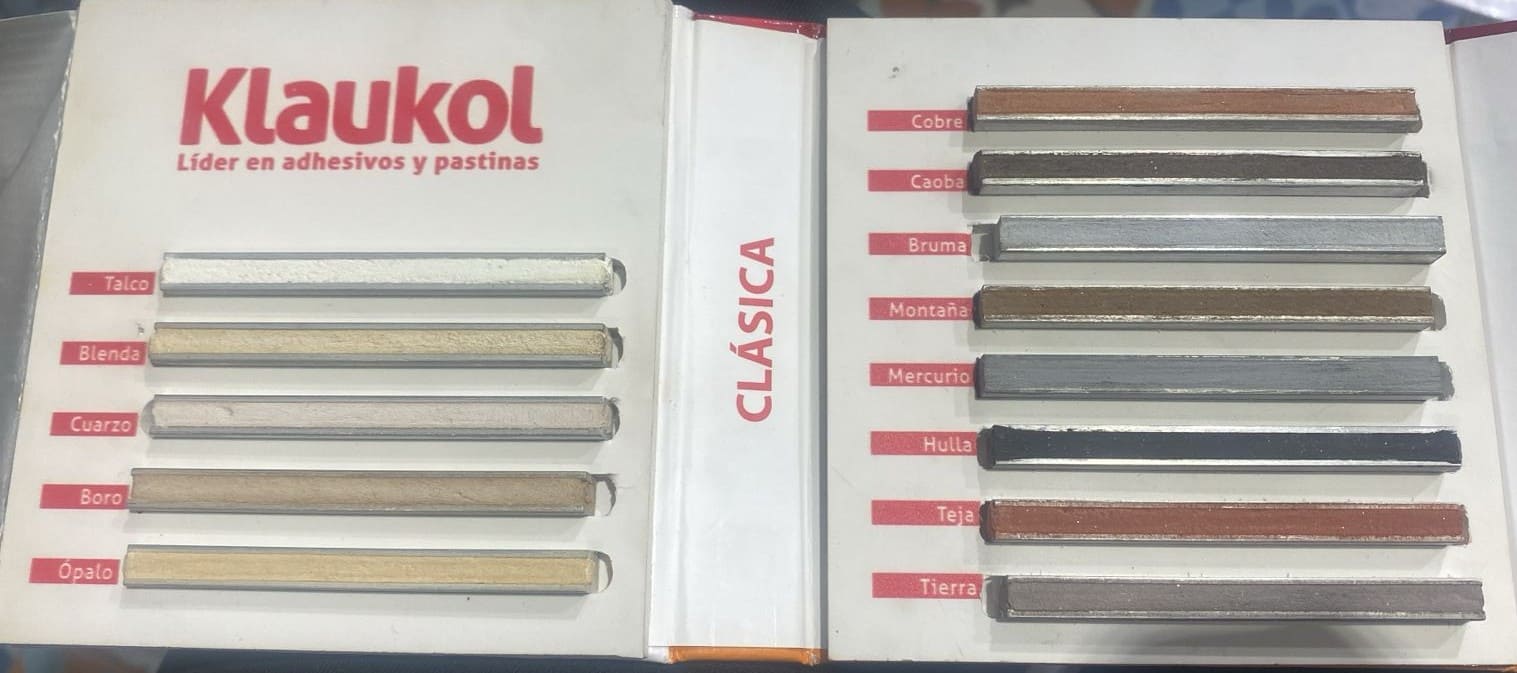 Klaukol
Líder en adhesivos y pastinas
Talco
Blenda
Cuarzo
Boro
Ópalo
CLÁSICA
Cobre
Caoba
Bruma
Montaña
Mercurio
Hulla
Teja
Tierra